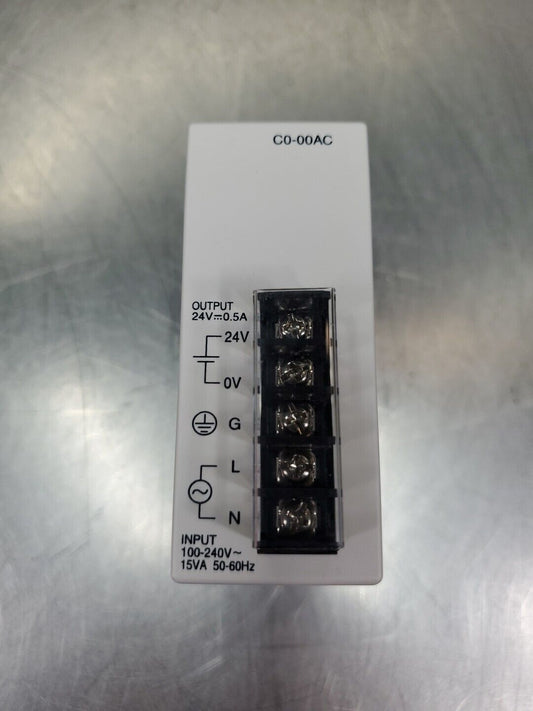 C0-00AC
OUTPUT
24V⎓0.5A
24V
0V
G
L
N
INPUT
100-240V~
15VA 50-60Hz